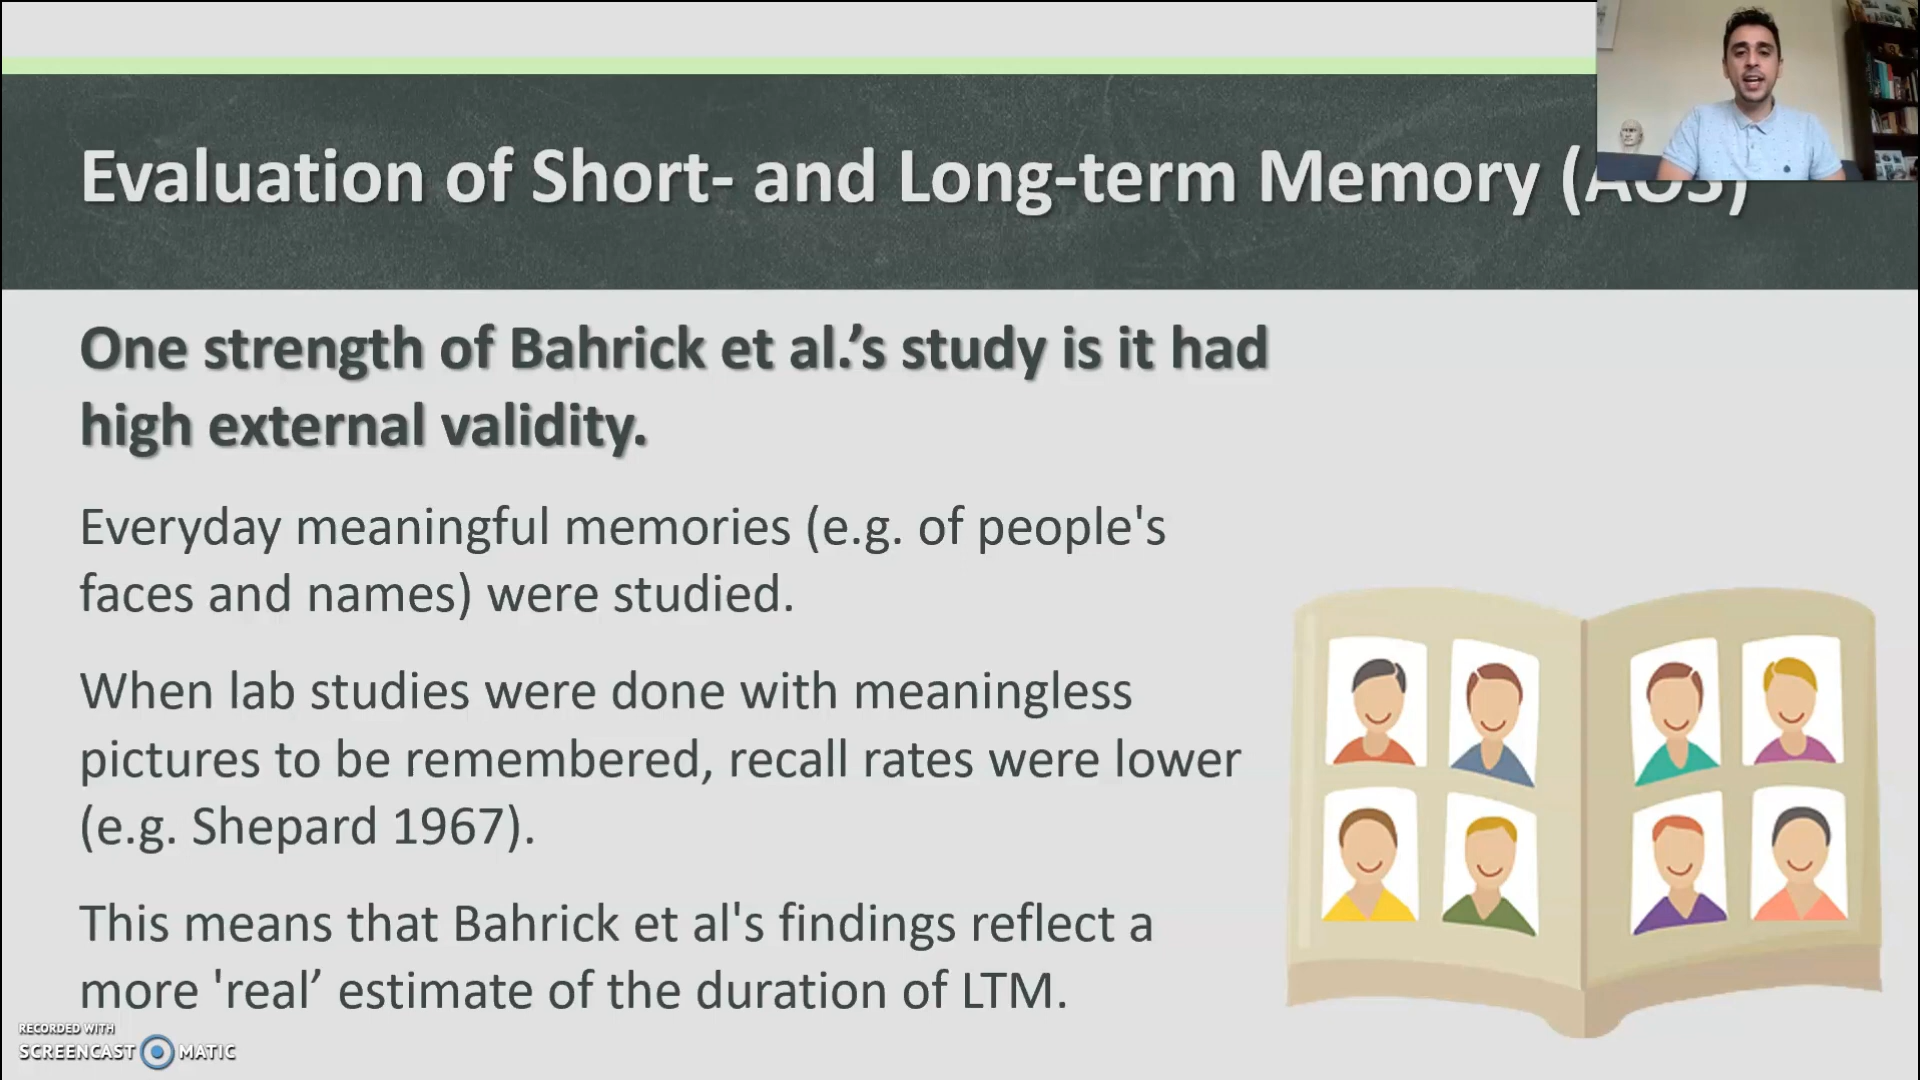 Evaluation of Short- and Long-term Memory (AO3)
One strength of Bahrick et al.’s study is it had
high external validity.
Everyday meaningful memories (e.g. of people's
faces and names) were studied.
When lab studies were done with meaningless
pictures to be remembered, recall rates were lower
(e.g. Shepard 1967).
This means that Bahrick et al's findings reflect a
more 'real’ estimate of the duration of LTM.
RECORDED WITH
SCREENCAST MATIC